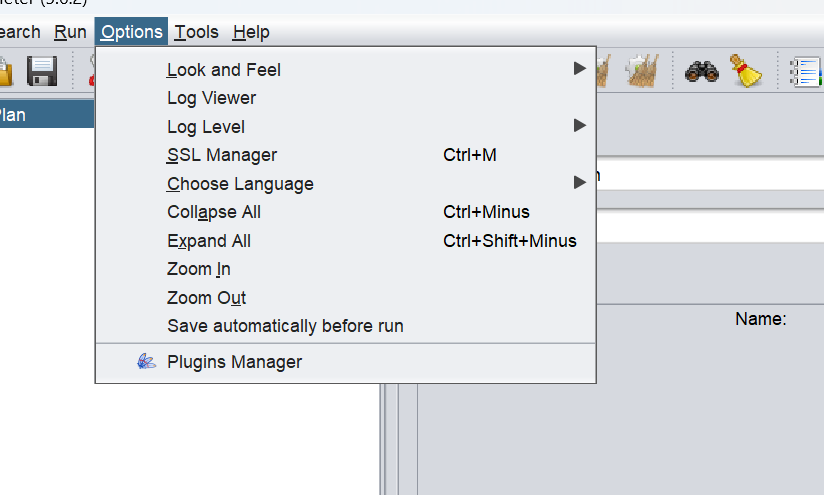 earch Run Options Tools Help
Plan
Look and Feel
Log Viewer
Log Level
SSL Manager Ctrl+M
Choose Language
Collapse All Ctrl+Minus
Expand All Ctrl+Shift+Minus
Zoom In
Zoom Out
Save automatically before run
Name:
Plugins Manager